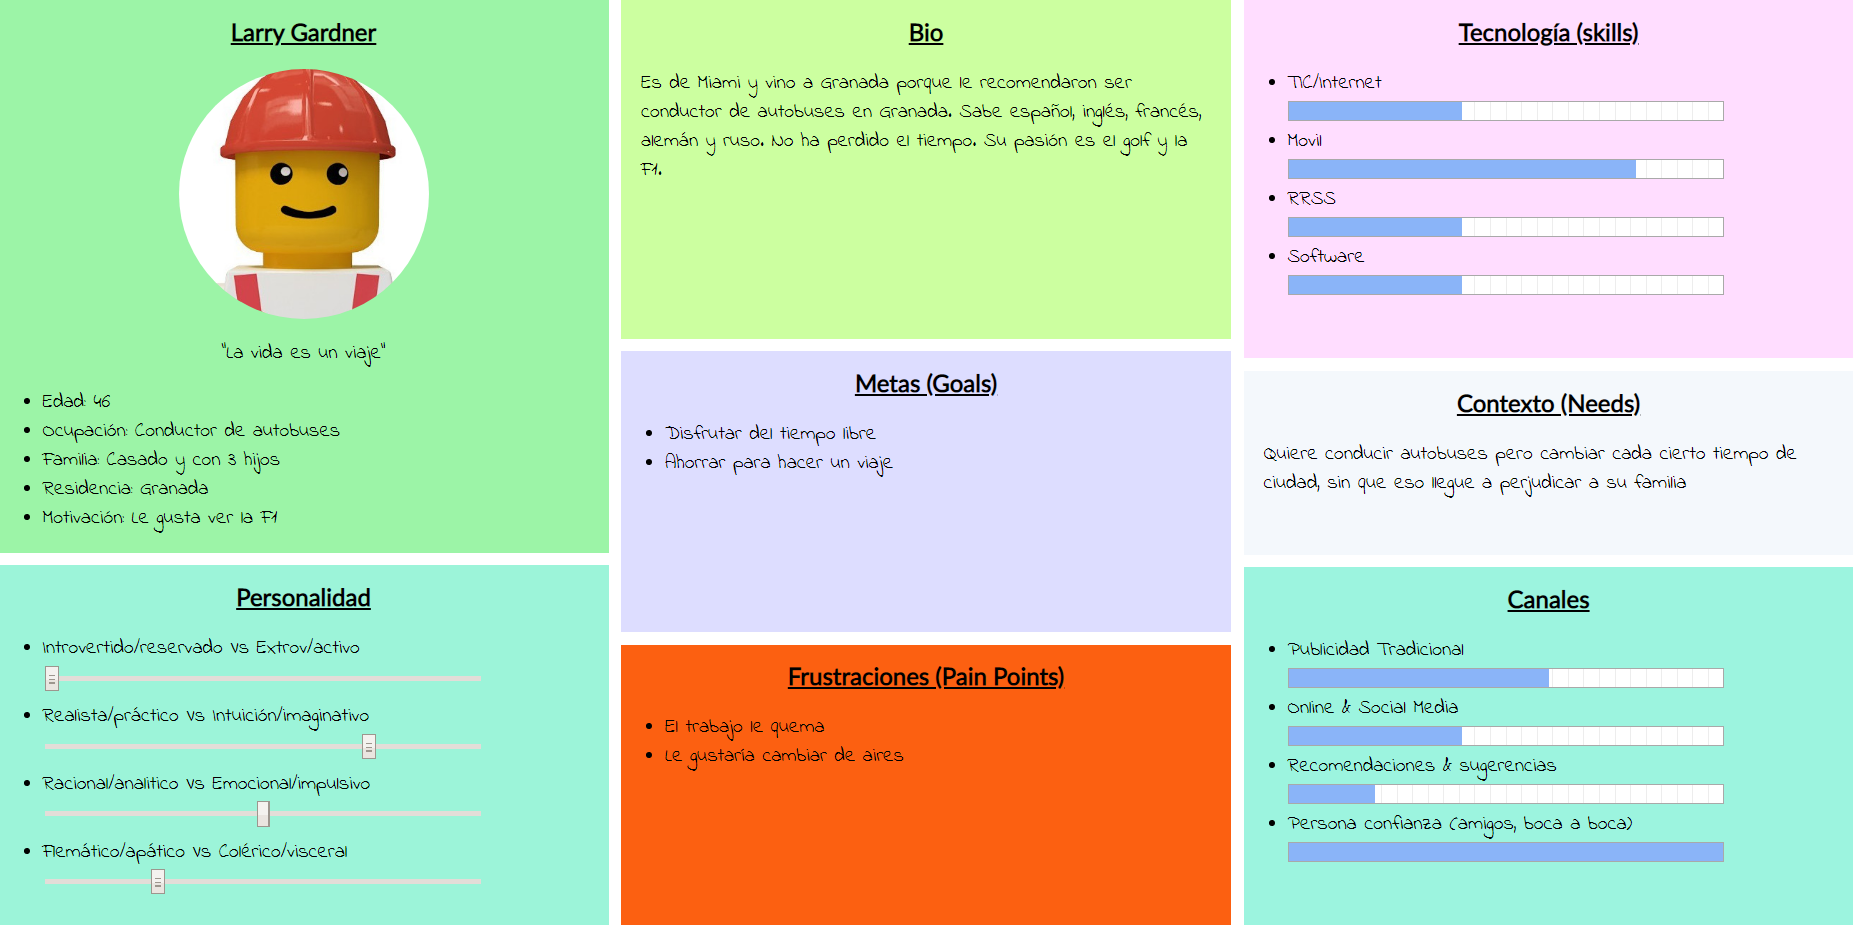 Larry Gardner
"La vida es un viaje"
Edad: 46
Ocupación: Conductor de autobuses
Familia: Casado y con 3 hijos
Residencia: Granada
Motivación: Le gusta ver la F1
Personalidad
Introvertido/reservado Vs Extrov/activo
Realista/práctico Vs Intuición/imaginativo
Racional/analítico Vs Emocional/impulsivo
Flemático/apático Vs Colérico/visceral
Bio
Es de Miami y vino a Granada porque le recomendaron ser
conductor de autobuses en Granada. Sabe español, inglés, francés,
alemán y ruso. No ha perdido el tiempo. Su pasión es el golf y la
F1.
Metas (Goals)
Disfrutar del tiempo libre
Ahorrar para hacer un viaje
Frustraciones (Pain Points)
El trabajo le quema
Le gustaría cambiar de aires
Tecnología (skills)
TIC/Internet
Movil
RRSS
Software
Contexto (Needs)
Quiere conducir autobuses pero cambiar cada cierto tiempo de
ciudad, sin que eso llegue a perjudicar a su familia
Canales
Publicidad Tradicional
Online & Social Media
Recomendaciones & sugerencias
Persona confianza (amigos, boca a boca)